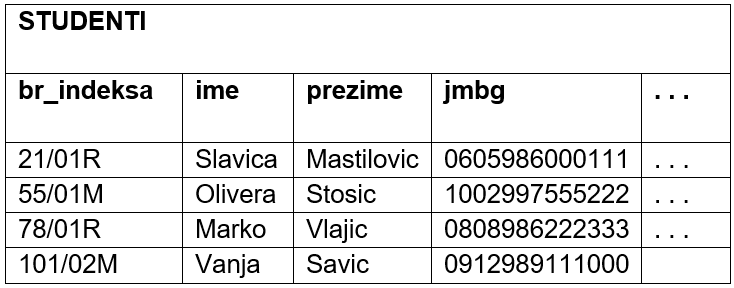 STUDENTI
br_indeksa ime prezime jmbg . . .
21/01R Slavica Mastilovic 0605986000111 . . .
55/01M Olivera Stosic 1002997555222 . . .
78/01R Marko Vlajic 0808986222333 . . .
101/02M Vanja Savic 0912989111000